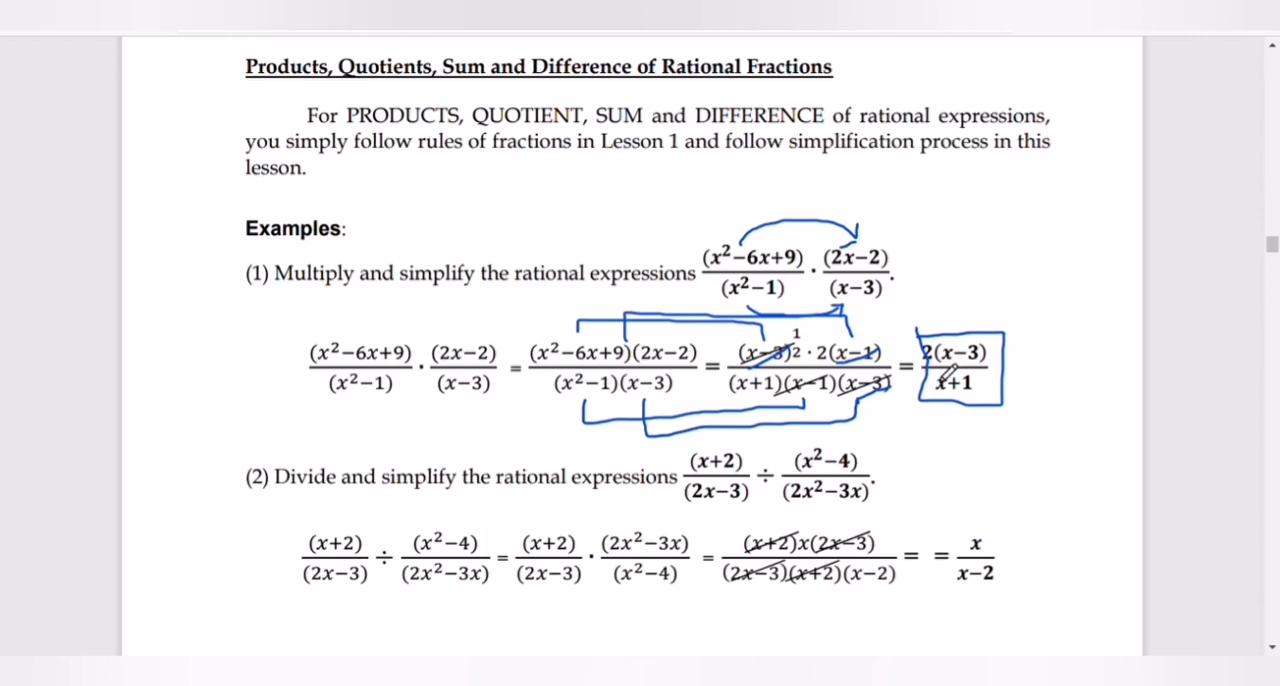 Products, Quotients, Sum and Difference of Rational Fractions
For PRODUCTS, QUOTIENT, SUM and DIFFERENCE of rational expressions,
you simply follow rules of fractions in Lesson 1 and follow simplification process in this
lesson.
Examples:
(1) Multiply and simplify the rational expressions (x²−6x+9)/(x²−1) · (2x−2)/(x−3).
(x²−6x+9)/(x²−1) · (2x−2)/(x−3) = (x²−6x+9)(2x−2)/(x²−1)(x−3) = (x−3)2 1 · 2(x−1)/(x+1)(x−1)(x−3) = 2(x−3)/x+1
(2) Divide and simplify the rational expressions (x+2)/(2x−3) ÷ (x²−4)/(2x²−3x).
(x+2)/(2x−3) ÷ (x²−4)/(2x²−3x) = (x+2)/(2x−3) · (2x²−3x)/(x²−4) = (x+2)x(2x−3)/(2x−3)(x+2)(x−2) = = x/x−2